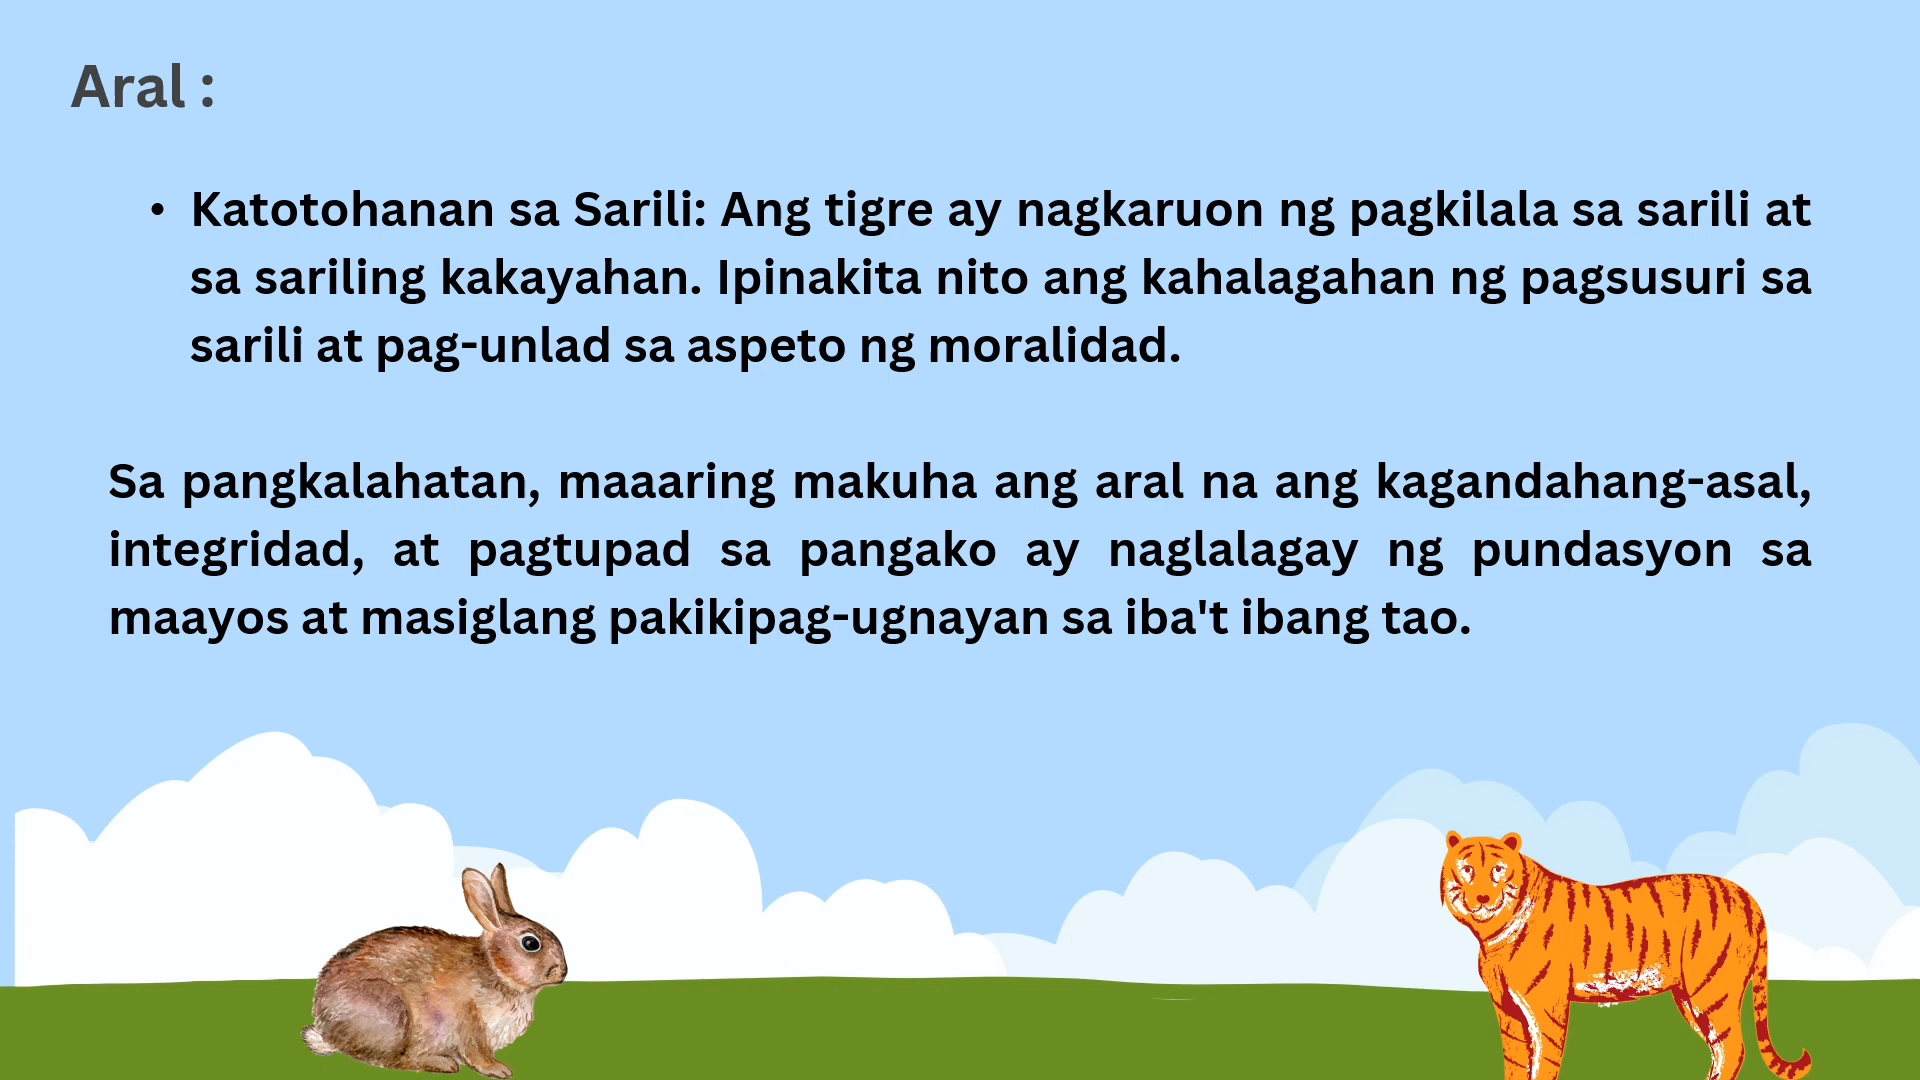 Aral :
• Katotohanan sa Sarili: Ang tigre ay nagkaruon ng pagkilala sa sarili at
sa sariling kakayahan. Ipinakita nito ang kahalagahan ng pagsusuri sa
sarili at pag-unlad sa aspeto ng moralidad.
Sa pangkalahatan, maaaring makuha ang aral na ang kagandahang-asal,
integridad, at pagtupad sa pangako ay naglalagay ng pundasyon sa
maayos at masiglang pakikipag-ugnayan sa iba't ibang tao.